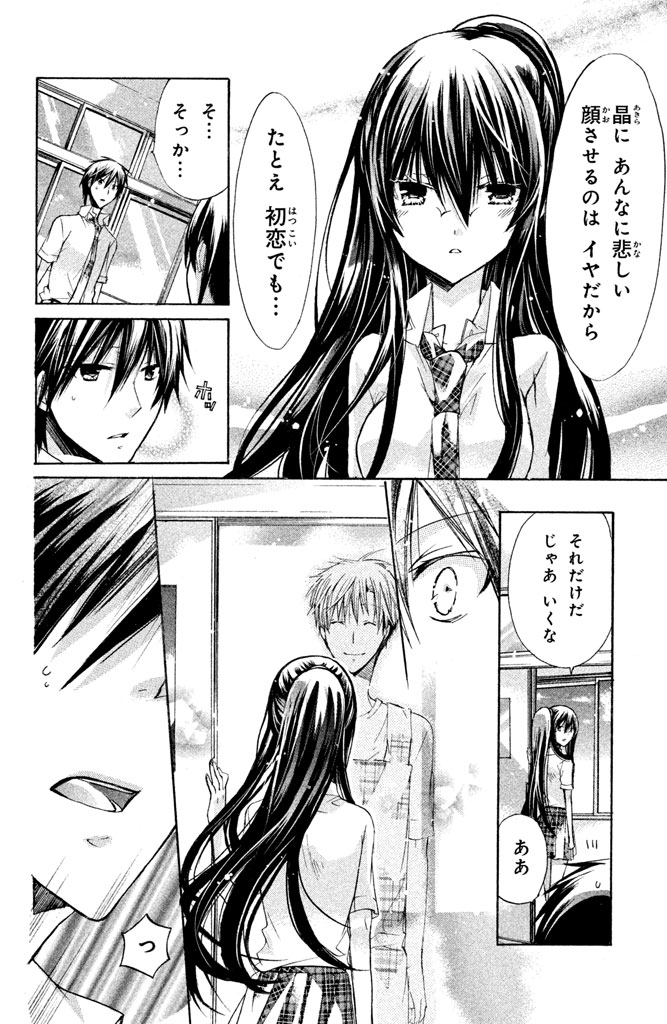 晶に あんなに悲しい
顔させるのは イヤだから
たとえ 初恋でも…
そ…
そっか…
ホッ
それだけだ
じゃあ いくな
ああ
っ